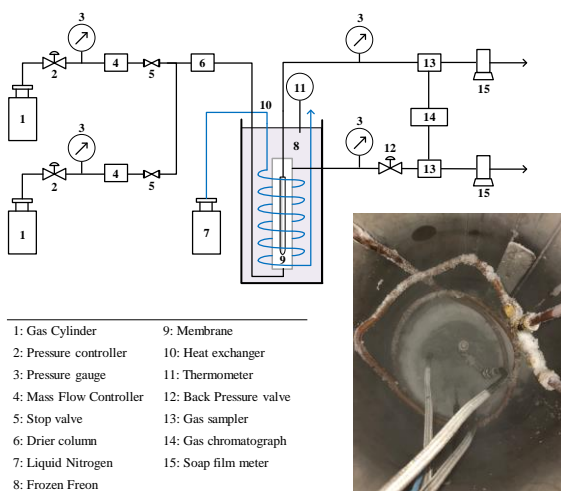 3
3
4
6
13
2
5
11
15
10
14
1
3
3
8
12
4
13
2
5
15
1
7
9
1: Gas Cylinder
9: Membrane
2: Pressure controller
10: Heat exchanger
3: Pressure gauge
11: Thermometer
4: Mass Flow Controller
12: Back Pressure valve
5: Stop valve
13: Gas sampler
6: Drier column
14: Gas chromatograph
7: Liquid Nitrogen
15: Soap film meter
8: Frozen Freon